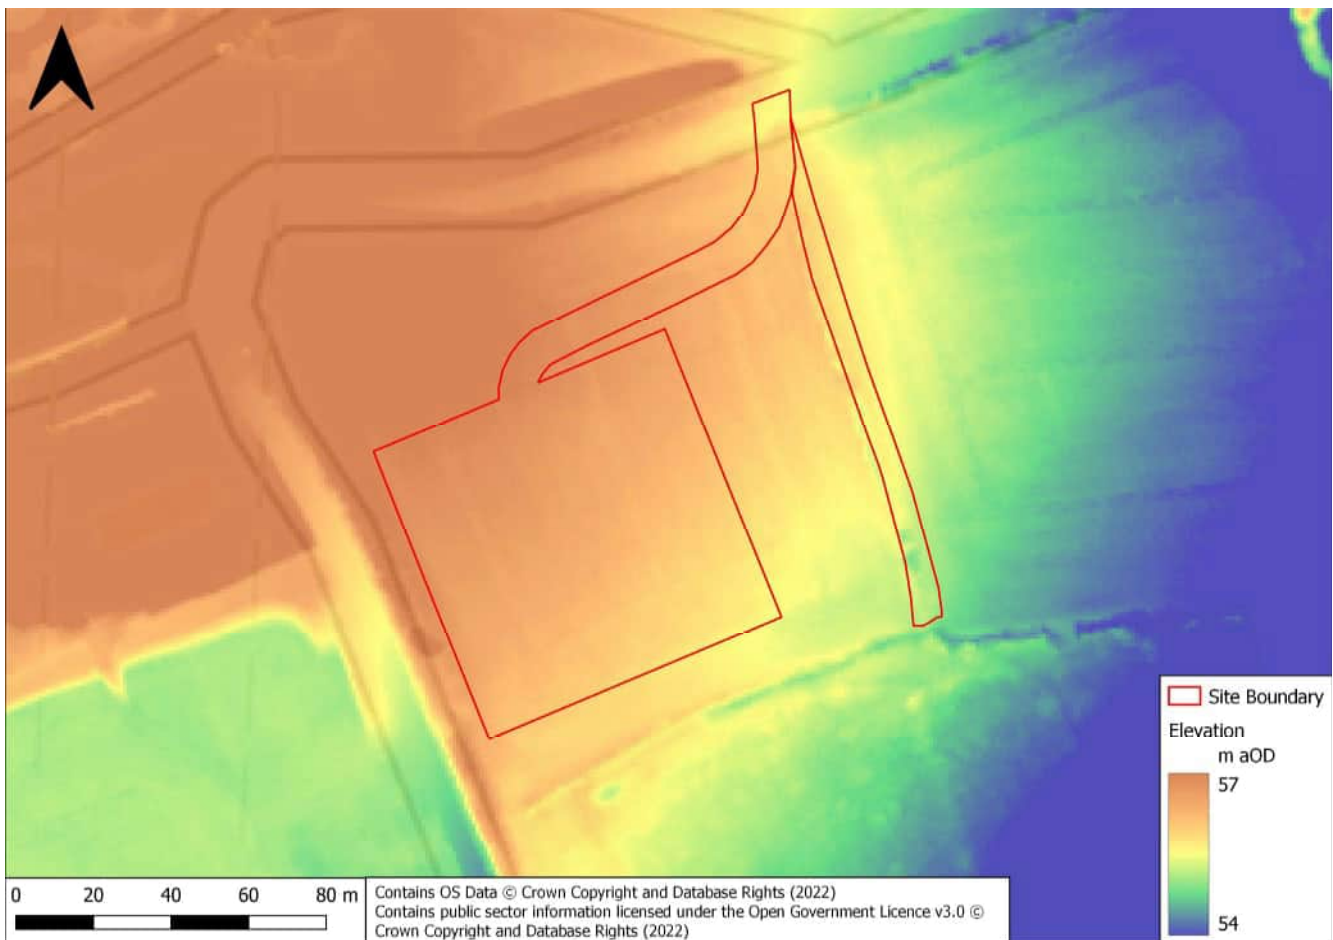 Site Boundary
Elevation
m aOD
57
54
0 20 40 60 80 m
Contains OS Data © Crown Copyright and Database Rights (2022)
Contains public sector information licensed under the Open Government Licence v3.0 ©
Crown Copyright and Database Rights (2022)